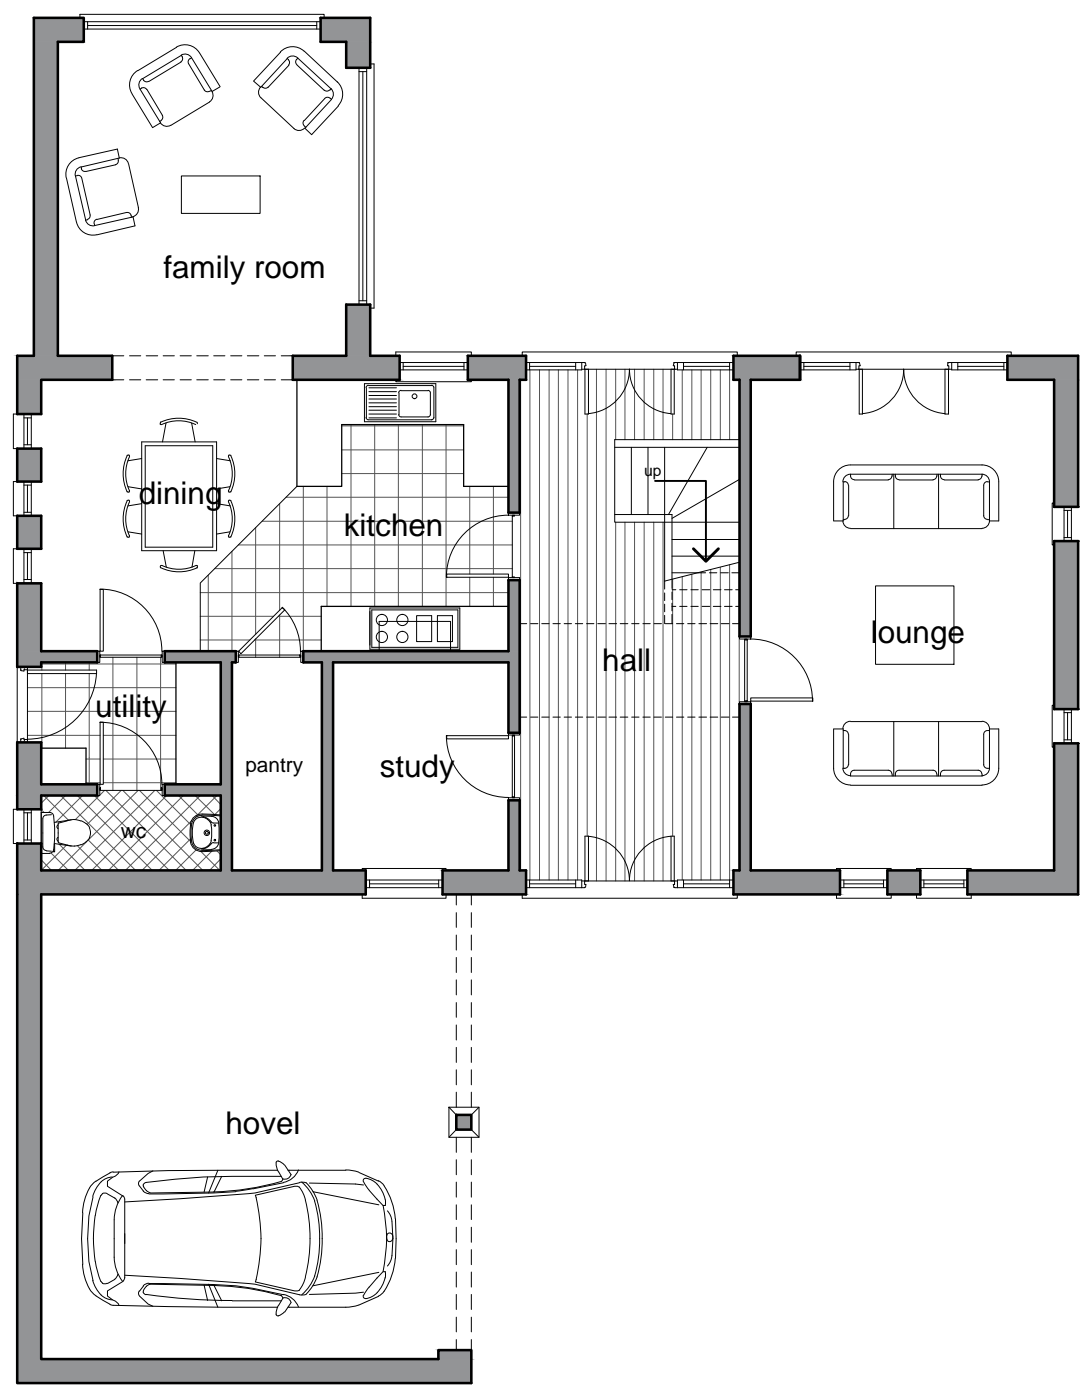 family room
up
dining
kitchen
lounge
hall
utility
pantry
study
wc
hovel